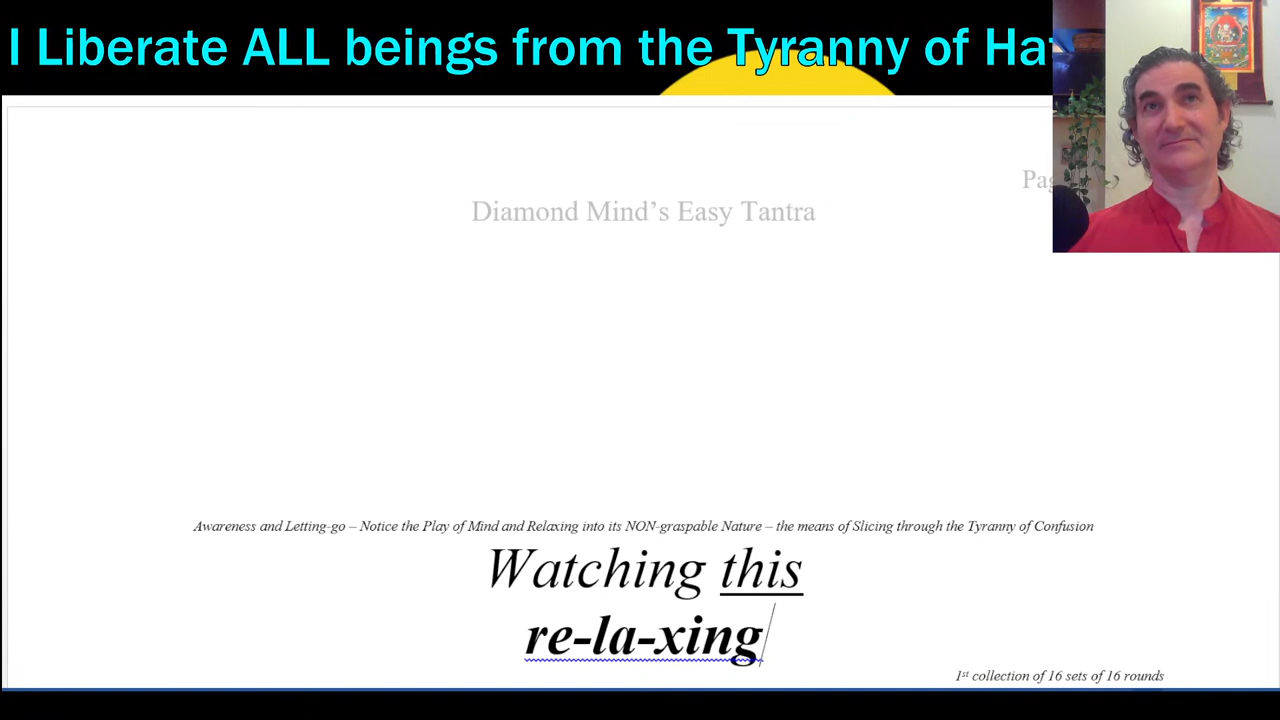 I Liberate ALL beings from the Tyranny of
Diamond Mind's Easy Tantra
Awareness and Letting-go – Notice the Play of Mind and Relaxing into its NON-graspable Nature – the means of Slicing through the Tyranny of Confusion
Watching this
re-la-xing
1st collection of 16 sets of 16 rounds